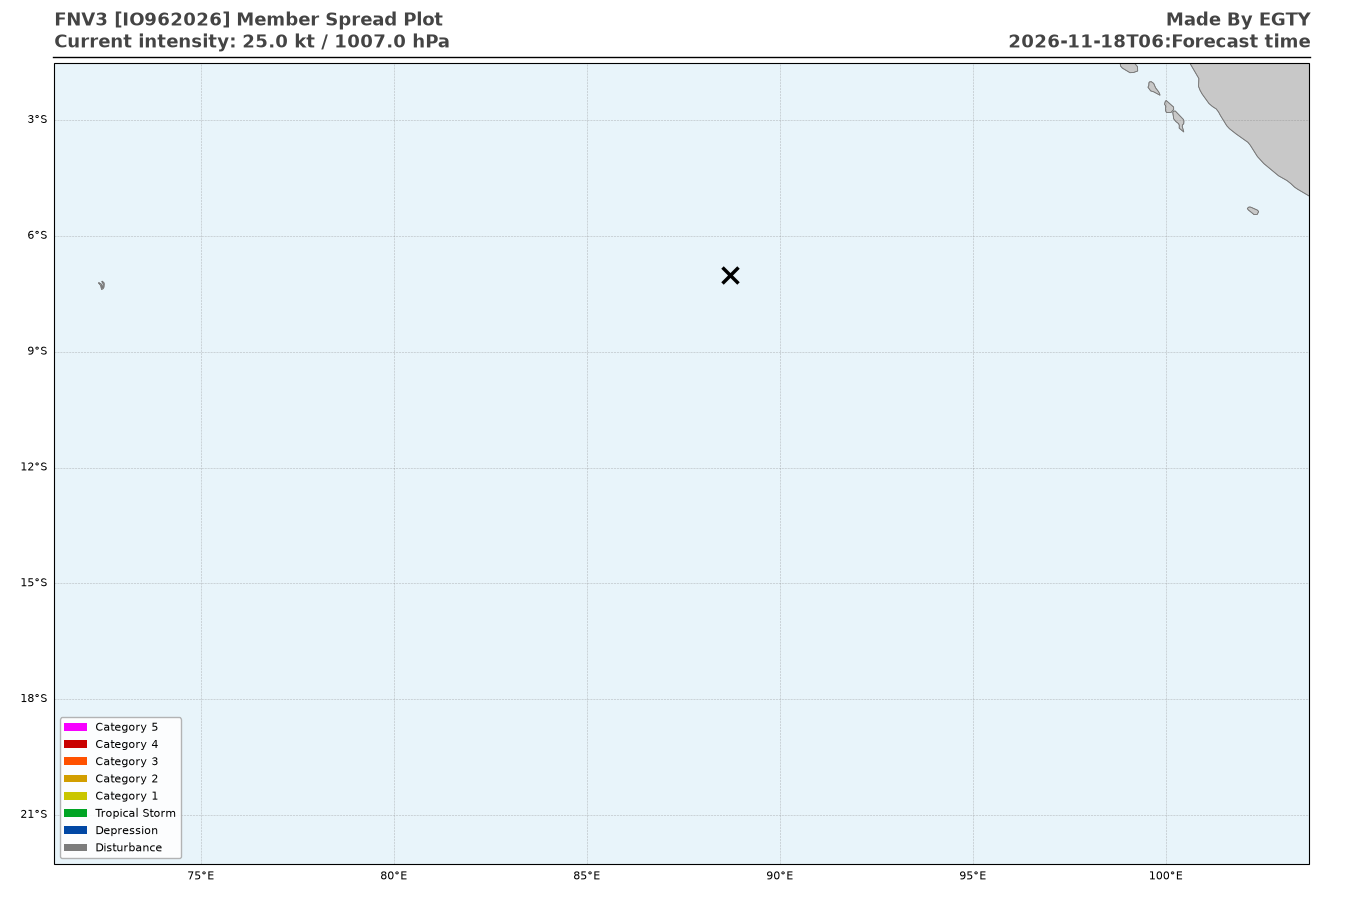 FNV3 [IO962026] Member Spread Plot
Made By EGTY
Current intensity: 25.0 kt / 1007.0 hPa
2026-11-18T06:Forecast time
3°S
6°S
9°S
12°S
15°S
18°S
21°S
Category 5
Category 4
Category 3
Category 2
Category 1
Tropical Storm
Depression
Disturbance
75°E
80°E
85°E
90°E
95°E
100°E